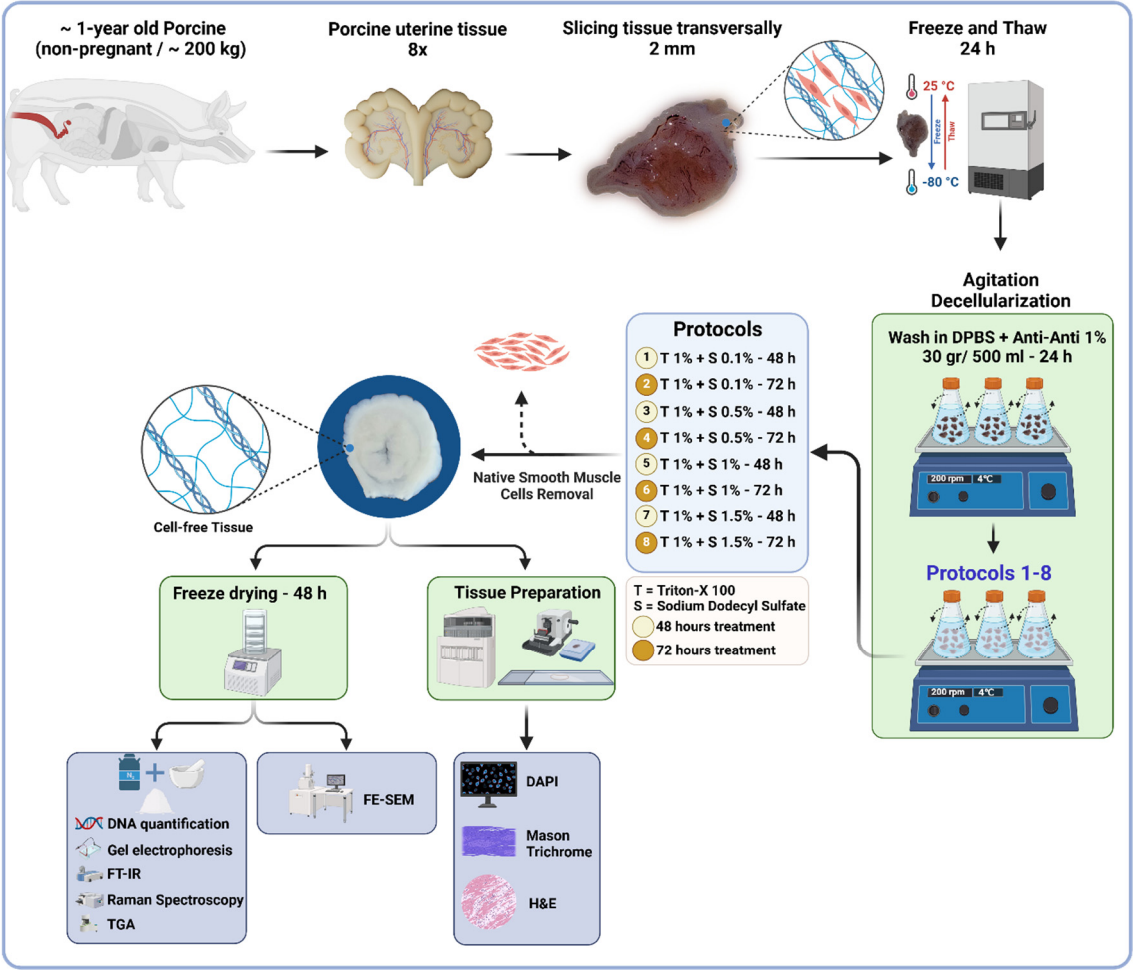 ~ 1-year old Porcine
(non-pregnant / ~ 200 kg)
Porcine uterine tissue
8x
Slicing tissue transversally
2 mm
Freeze and Thaw
24 h
25 °C
Freeze
Thaw
-80 °C
Agitation
Decellularization
Wash in DPBS + Anti-Anti 1%
30 gr/ 500 ml - 24 h
200 rpm
4°C
Protocols 1-8
200 rpm
4°C
Protocols
1 T 1% + S 0.1% - 48 h
2 T 1% + S 0.1% - 72 h
3 T 1% + S 0.5% - 48 h
4 T 1% + S 0.5% - 72 h
5 T 1% + S 1% - 48 h
6 T 1% + S 1% - 72 h
7 T 1% + S 1.5% - 48 h
8 T 1% + S 1.5% - 72 h
T = Triton-X 100
S = Sodium Dodecyl Sulfate
48 hours treatment
72 hours treatment
Native Smooth Muscle
Cells Removal
Cell-free Tissue
Freeze drying - 48 h
Tissue Preparation
N₂
DNA quantification
Gel electrophoresis
FT-IR
Raman Spectroscopy
TGA
FE-SEM
DAPI
Mason
Trichrome
H&E